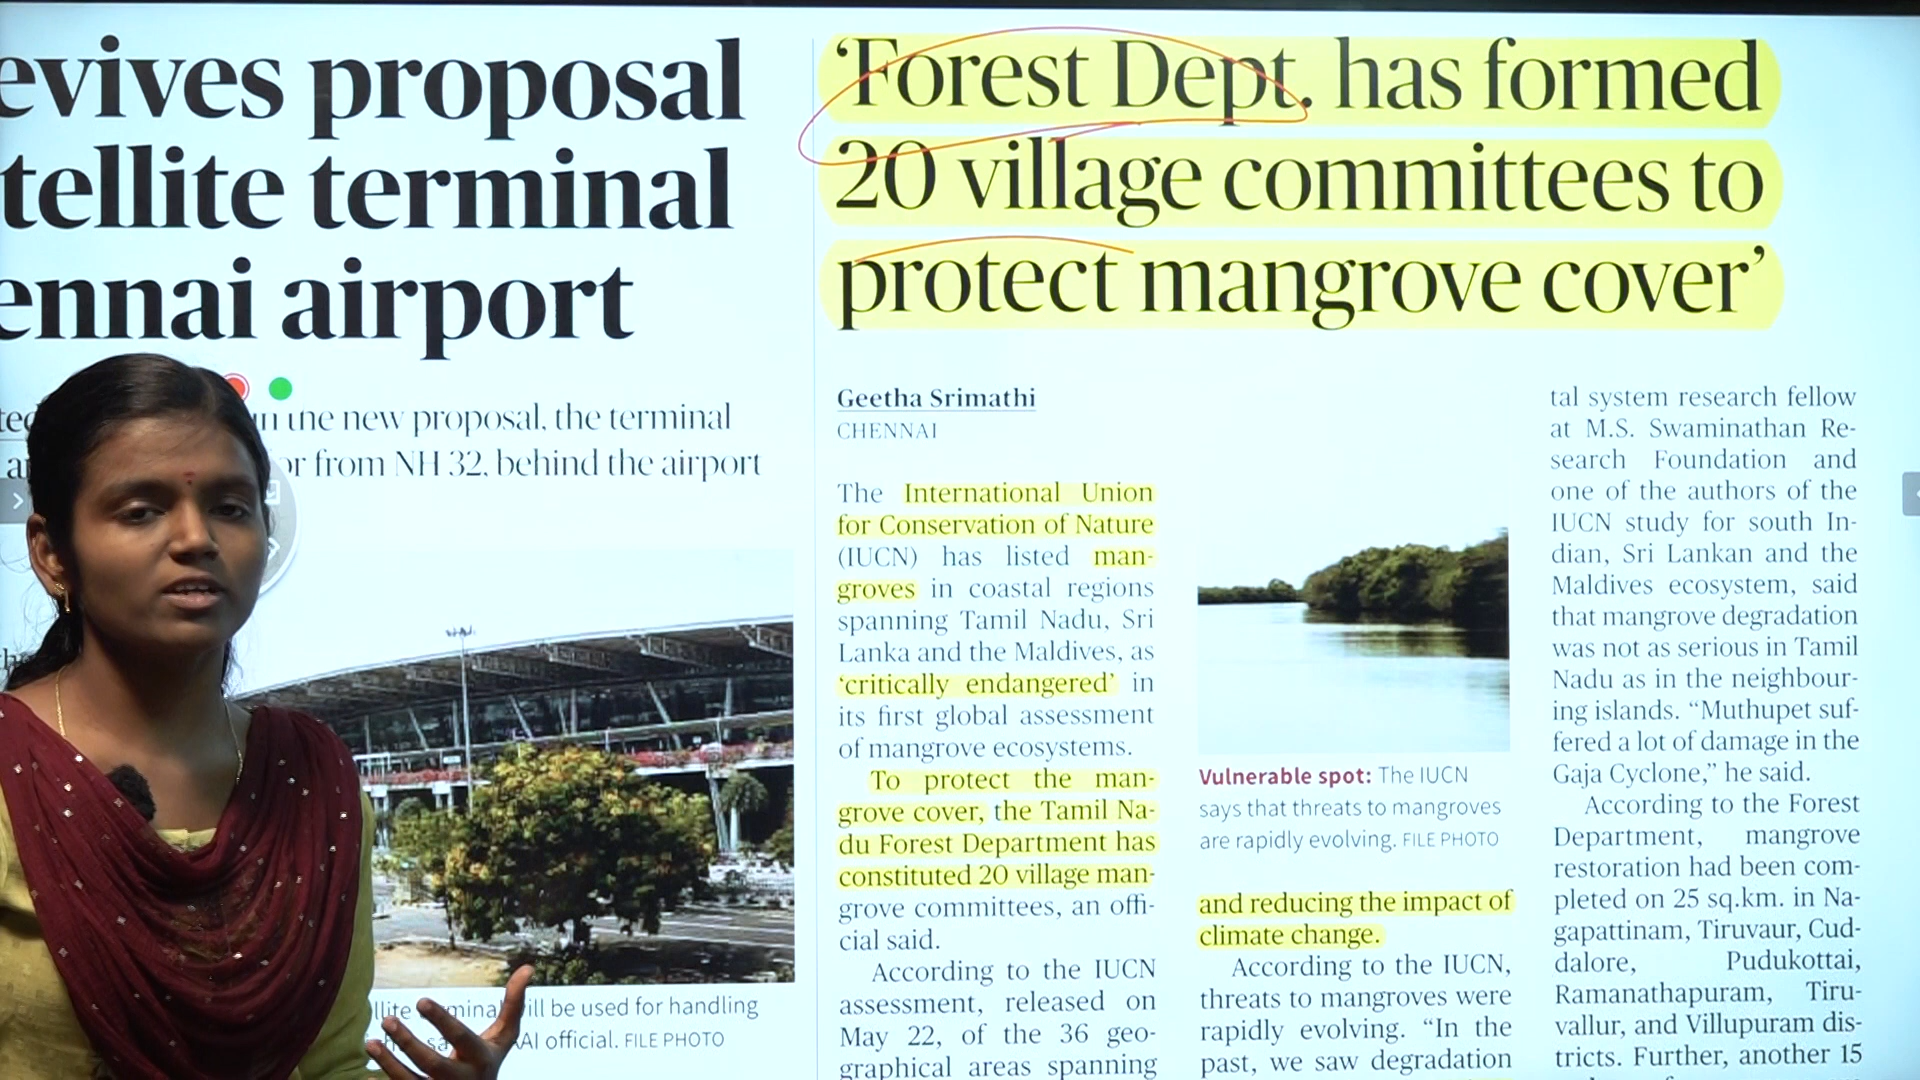 evives proposal
tellite terminal
ennai airport
in the new proposal, the terminal
or from NH 32, behind the airport
will be used for handling
AI official. FILE PHOTO
‘Forest Dept. has formed
20 village committees to
protect mangrove cover’
Geetha Srimathi
CHENNAI
The International Union
for Conservation of Nature
(IUCN) has listed man-
groves in coastal regions
spanning Tamil Nadu, Sri
Lanka and the Maldives, as
‘critically endangered’ in
its first global assessment
of mangrove ecosystems.
To protect the man-
grove cover, the Tamil Na-
du Forest Department has
constituted 20 village man-
grove committees, an offi-
cial said.
According to the IUCN
assessment, released on
May 22, of the 36 geo-
graphical areas spanning
Vulnerable spot: The IUCN
says that threats to mangroves
are rapidly evolving. FILE PHOTO
and reducing the impact of
climate change.
According to the IUCN,
threats to mangroves were
rapidly evolving. “In the
past, we saw degradation
tal system research fellow
at M.S. Swaminathan Re-
search Foundation and
one of the authors of the
IUCN study for south In-
dian, Sri Lankan and the
Maldives ecosystem, said
that mangrove degradation
was not as serious in Tamil
Nadu as in the neighbour-
ing islands. “Muthupet suf-
fered a lot of damage in the
Gaja Cyclone,” he said.
According to the Forest
Department, mangrove
restoration had been com-
pleted on 25 sq.km. in Na-
gapattinam, Tiruvaur, Cud-
dalore, Pudukottai,
Ramanathapuram, Tiru-
vallur, and Villupuram dis-
tricts. Further, another 15